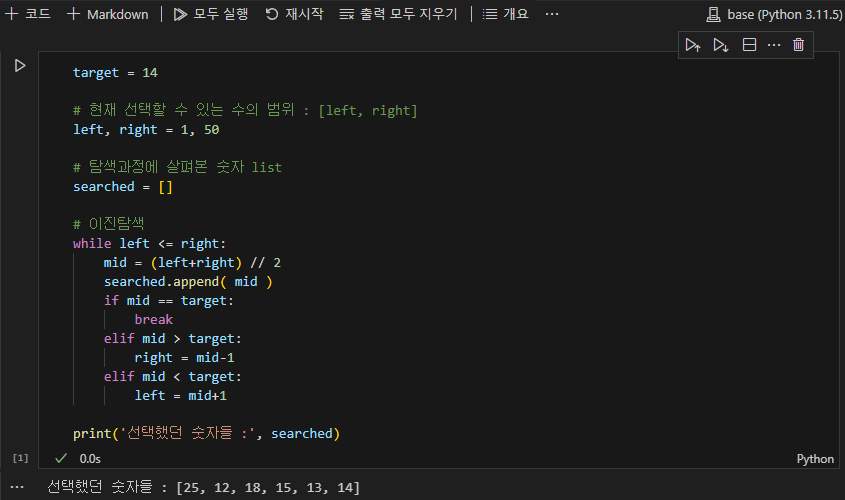 코드 Markdown 모두 실행 재시작 출력 모두 지우기 개요 ... base (Python 3.11.5)
target = 14
# 현재 선택할 수 있는 수의 범위 : [left, right]
left, right = 1, 50
# 탐색과정에 살펴본 숫자 list
searched = []
# 이진탐색
while left <= right:
    mid = (left+right) // 2
    searched.append( mid )
    if mid == target:
        break
    elif mid > target:
        right = mid-1
    elif mid < target:
        left = mid+1
print('선택했던 숫자들 :', searched)
[1] 0.0s Python
... 선택했던 숫자들 : [25, 12, 18, 15, 13, 14]